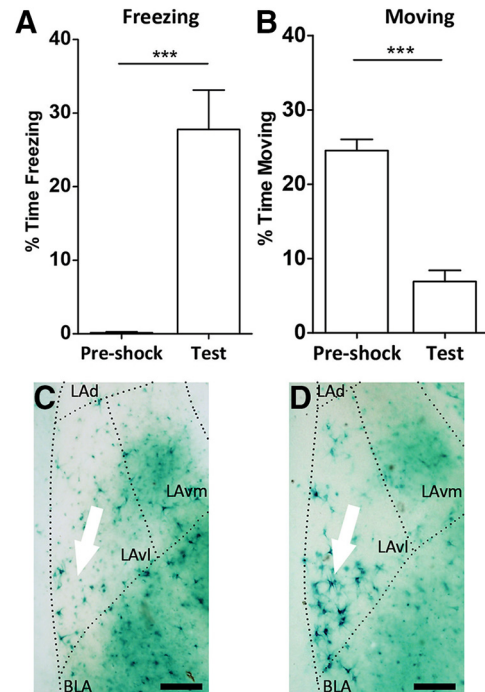 A
Freezing
***
% Time Freezing
40
30
20
10
0
Pre-shock
Test
B
Moving
***
% Time Moving
40
30
20
10
0
Pre-shock
Test
C
LAd
LAvm
LAvl
BLA
D
LAd
LAvm
LAvl
BLA